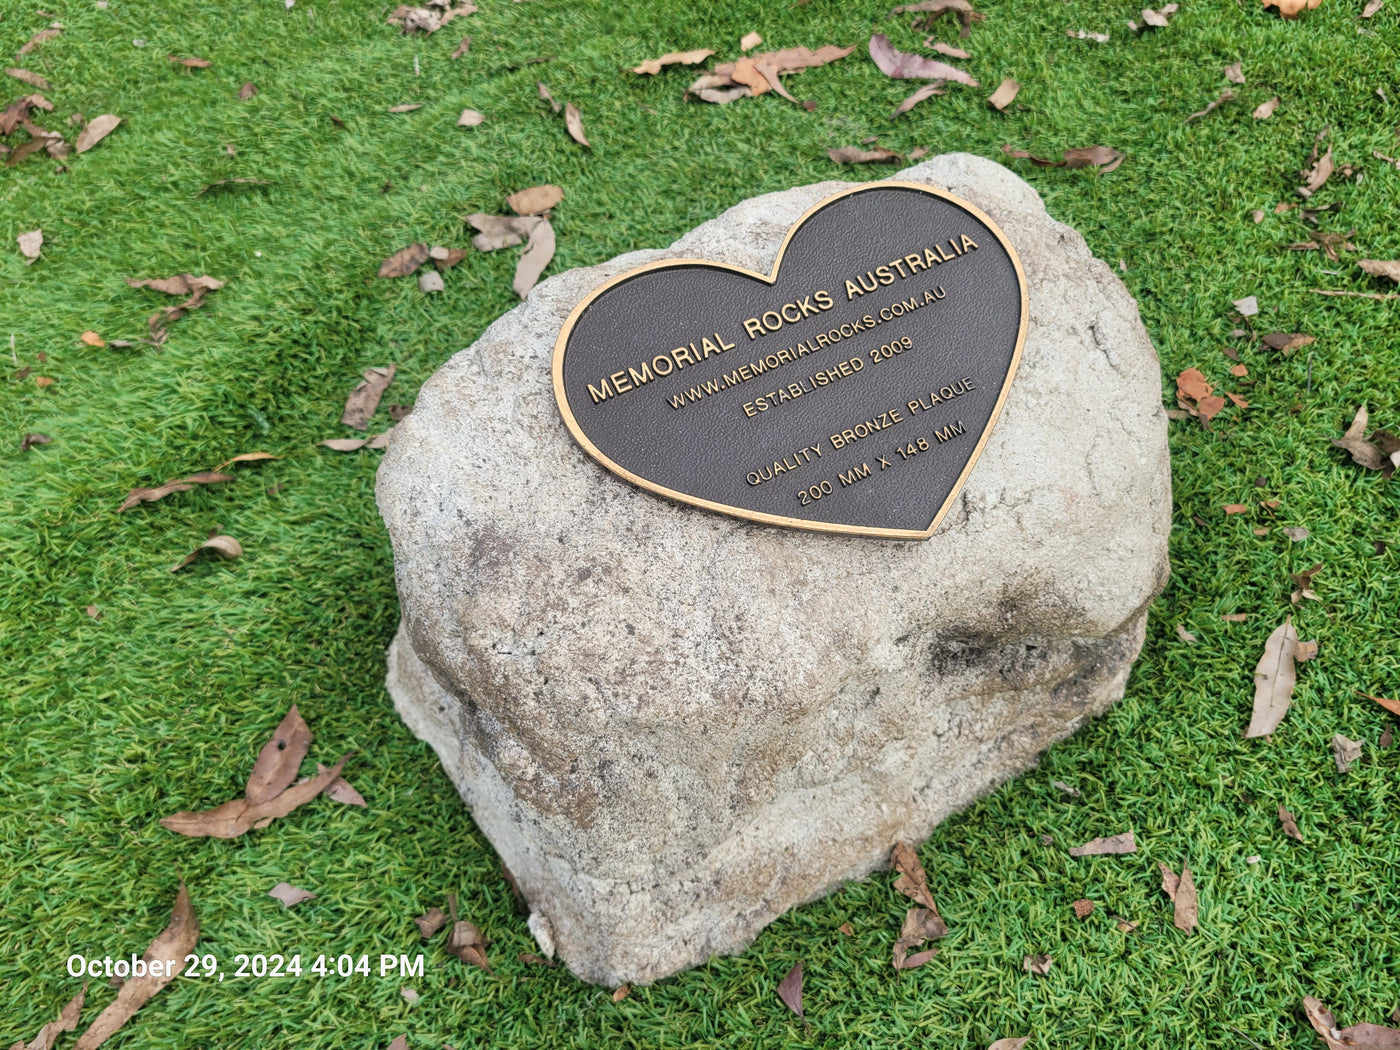 MEMORIAL ROCKS AUSTRALIA
WWW.MEMORIALROCKS.COM.AU
ESTABLISHED 2009
QUALITY BRONZE PLAQUE
200 MM X 148 MM
October 29, 2024 4:04 PM